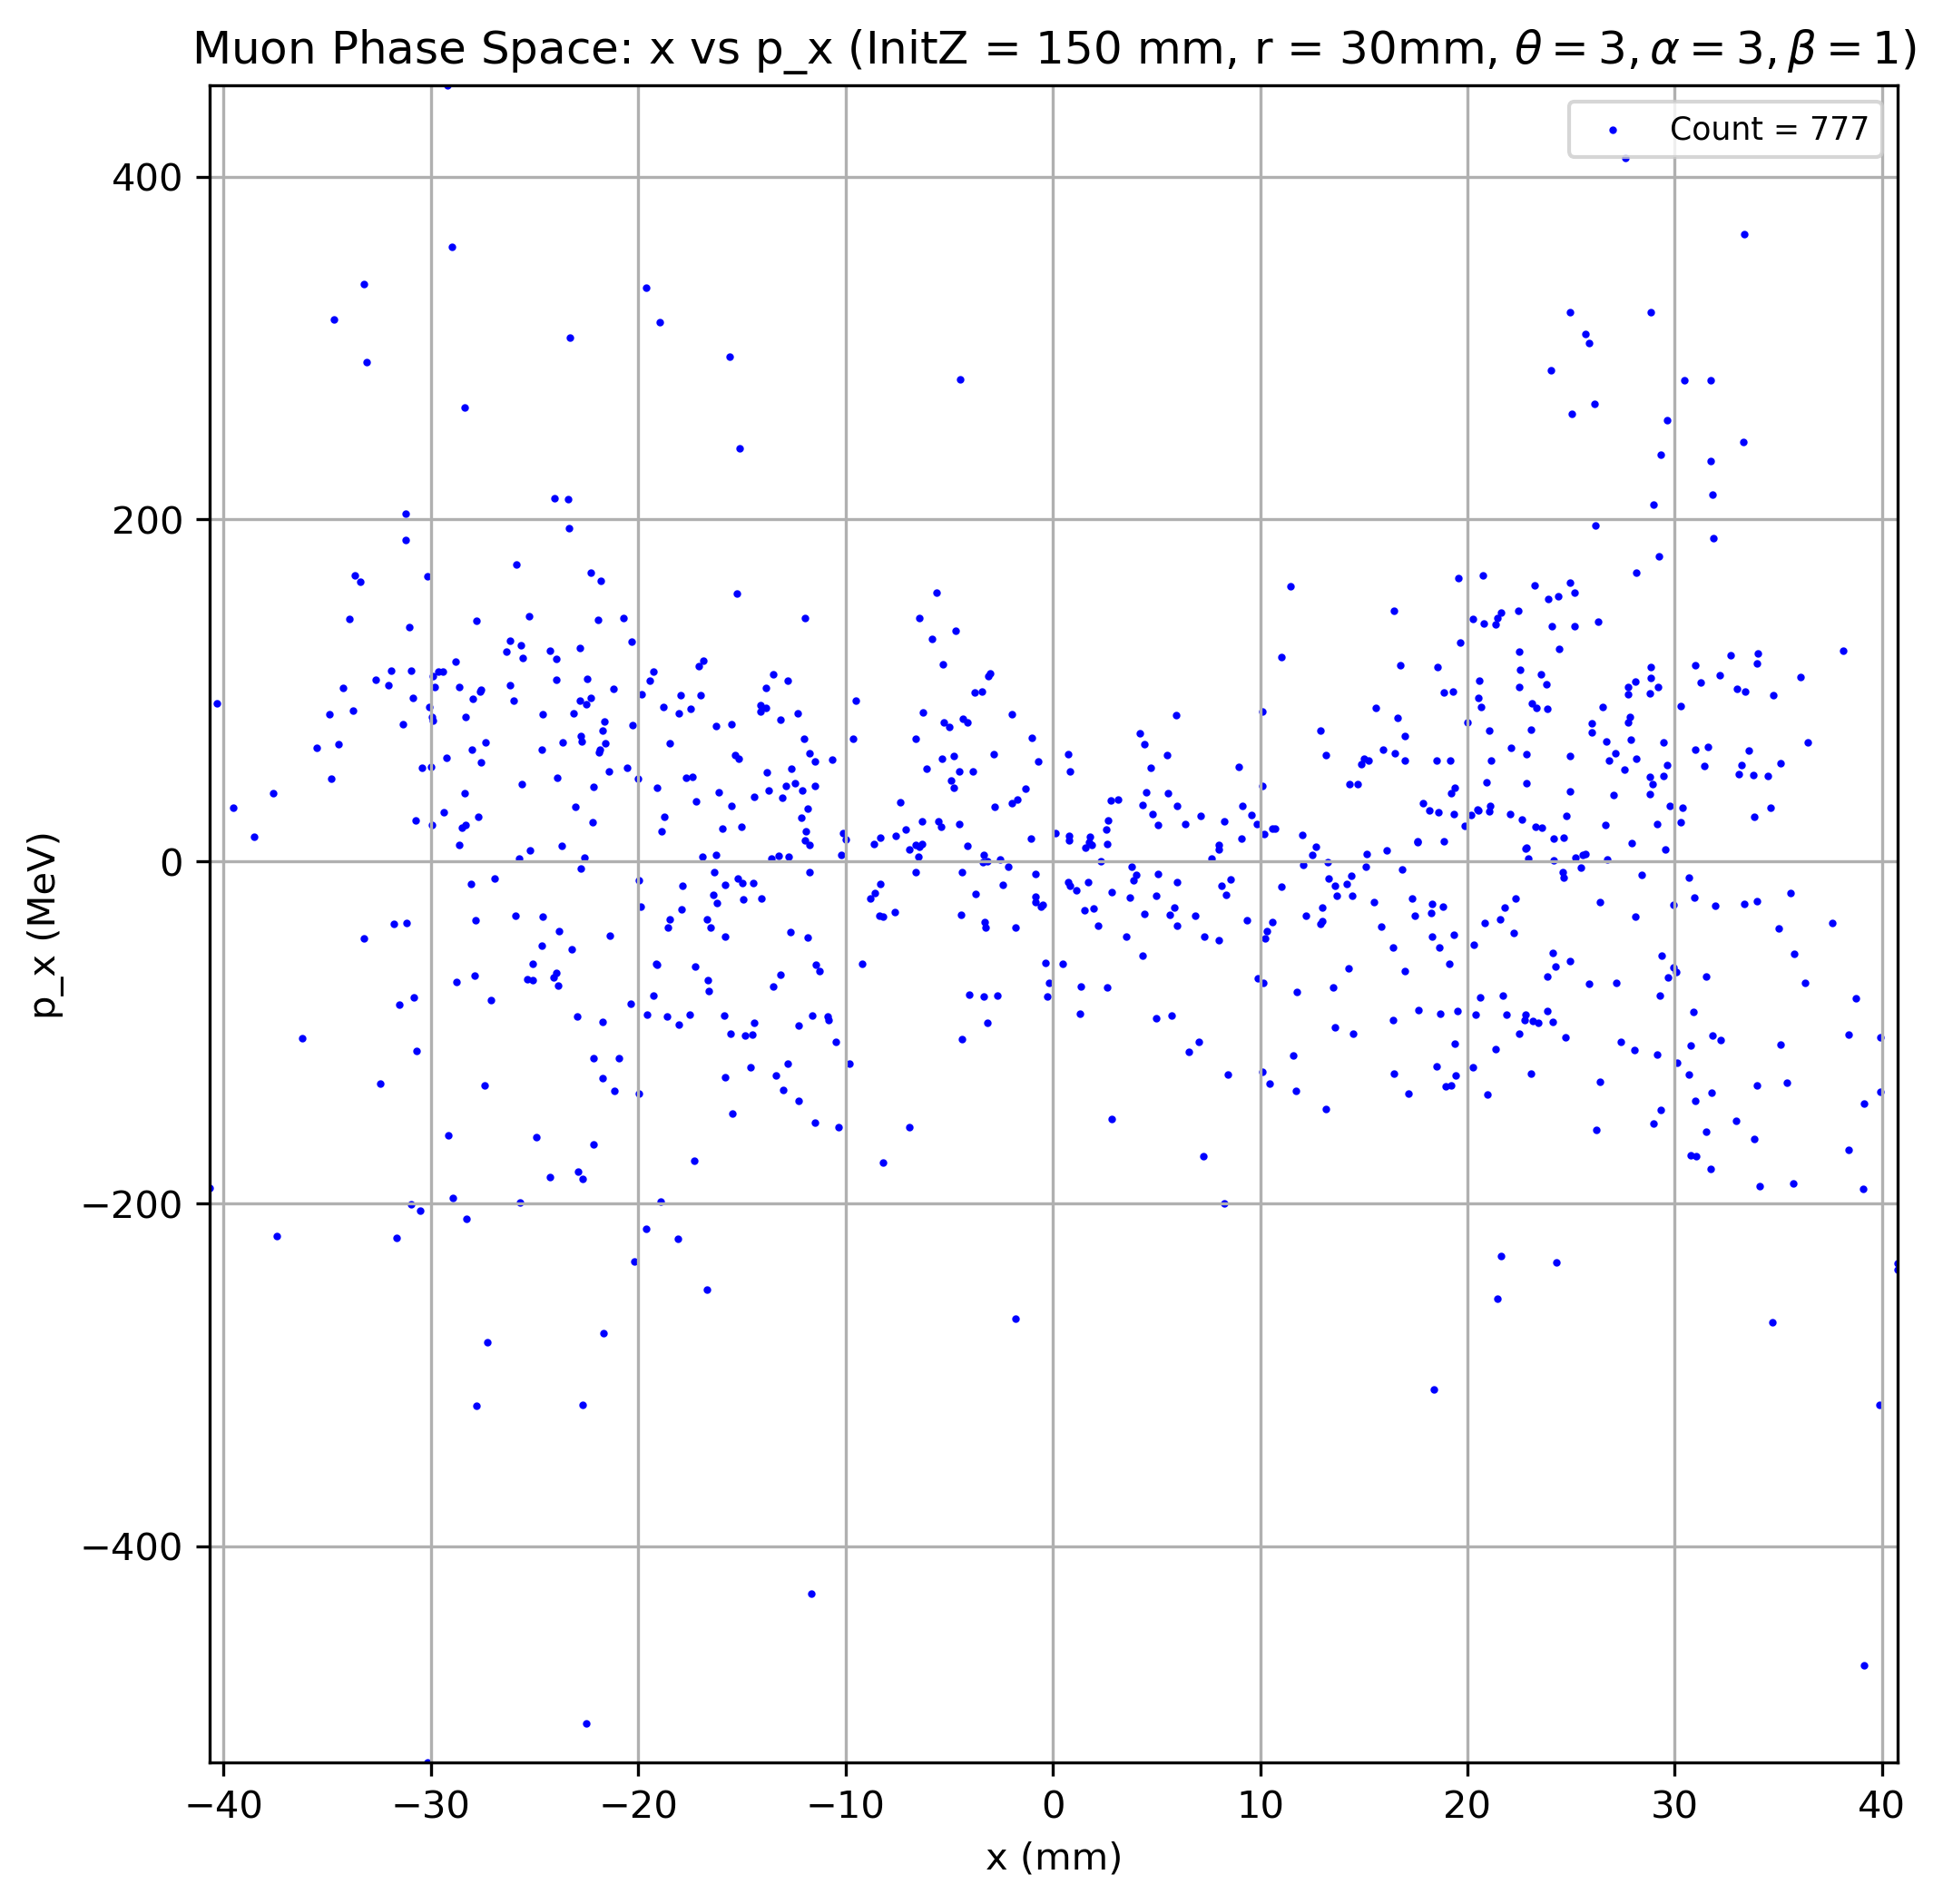 Muon Phase Space: x vs p_x (InitZ = 150 mm, r = 30mm, θ = 3, α = 3, β = 1)
Count = 777
400
200
0
−200
−400
p_x (MeV)
−40 −30 −20 −10 0 10 20 30 40
x (mm)